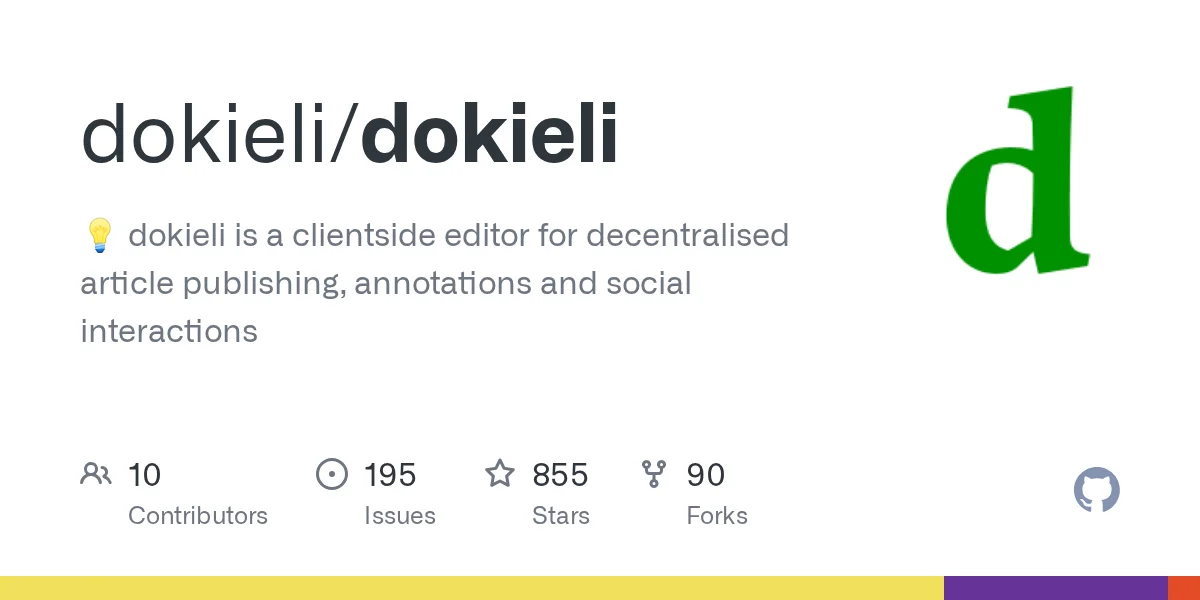 dokieli/dokieli
d
💡 dokieli is a clientside editor for decentralised
article publishing, annotations and social
interactions
10 195 855 90
Contributors Issues Stars Forks